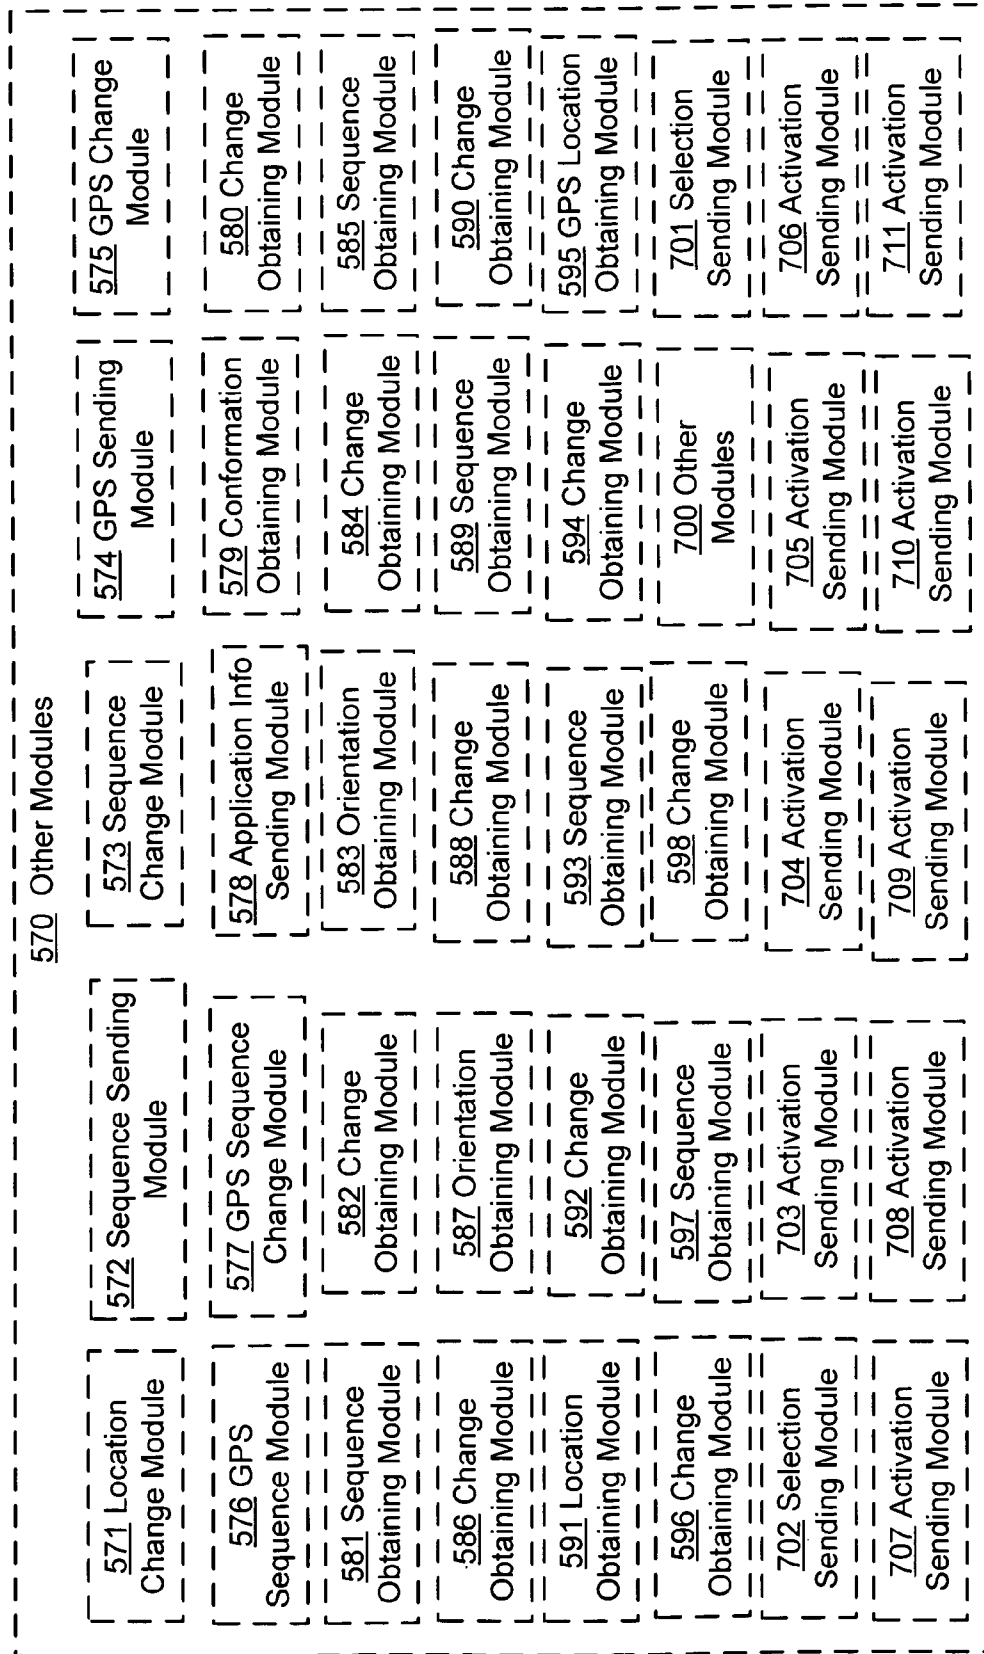 570 Other Modules
571 Location
Change Module
572 Sequence Sending
Module
573 Sequence
Change Module
574 GPS Sending
Module
575 GPS Change
Module
576 GPS
Sequence Module
577 GPS Sequence
Change Module
578 Application Info
Sending Module
579 Conformation
Obtaining Module
580 Change
Obtaining Module
581 Sequence
Obtaining Module
582 Change
Obtaining Module
583 Orientation
Obtaining Module
584 Change
Obtaining Module
585 Sequence
Obtaining Module
586 Change
Obtaining Module
587 Orientation
Obtaining Module
588 Change
Obtaining Module
589 Sequence
Obtaining Module
590 Change
Obtaining Module
591 Location
Obtaining Module
592 Change
Obtaining Module
593 Sequence
Obtaining Module
594 Change
Obtaining Module
595 GPS Location
Obtaining Module
596 Change
Obtaining Module
597 Sequence
Obtaining Module
598 Change
Obtaining Module
700 Other
Modules
701 Selection
Sending Module
702 Selection
Sending Module
703 Activation
Sending Module
704 Activation
Sending Module
705 Activation
Sending Module
706 Activation
Sending Module
707 Activation
Sending Module
708 Activation
Sending Module
709 Activation
Sending Module
710 Activation
Sending Module
711 Activation
Sending Module